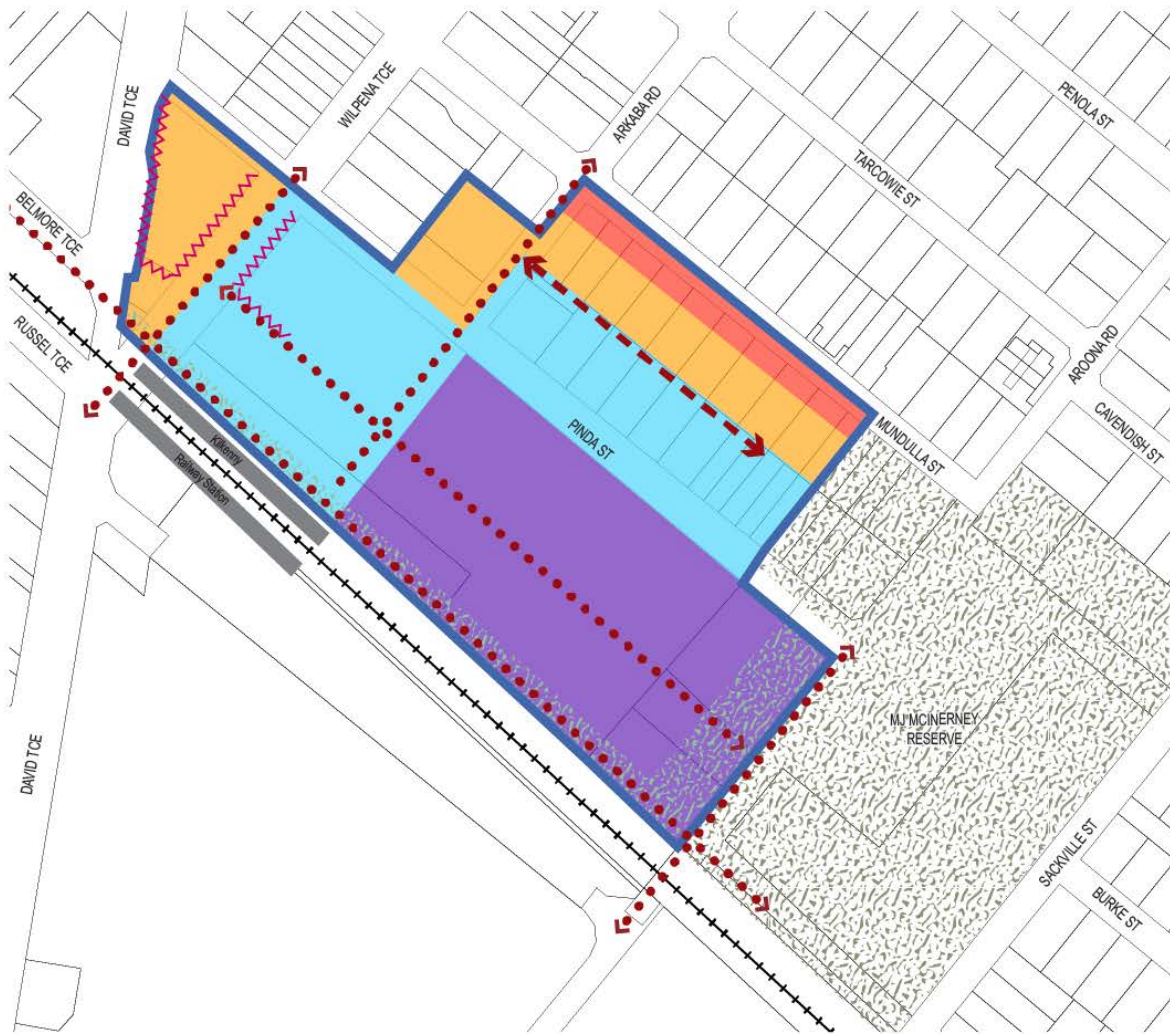 DAVID TCE
WILPENA TCE
ARKABA RD
PENOLA ST
TARCOWIE ST
BELMORE TCE
RUSSEL TCE
AROONA RD
CAVENDISH ST
MUNDULLA ST
PINDA ST
Kilkenny
Railway Station
MJ MCINERNEY
RESERVE
DAVID TCE
SACKVILLE ST
BURKE ST